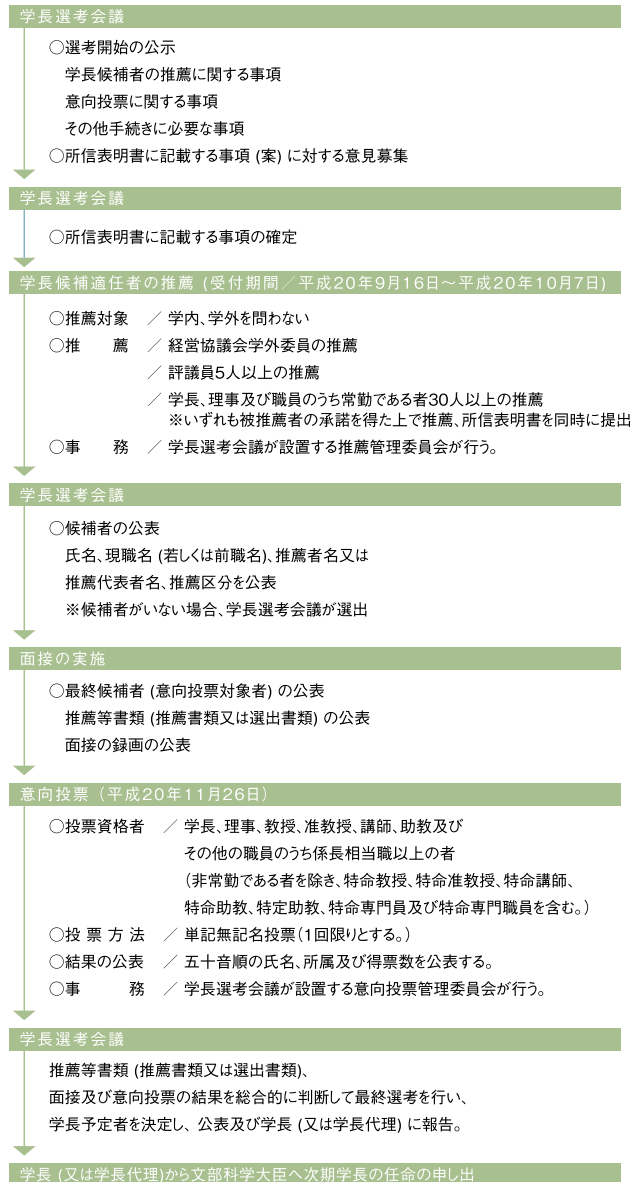 学長選考会議
○選考開始の公示
学長候補者の推薦に関する事項
意向投票に関する事項
その他手続きに必要な事項
○所信表明書に記載する事項 (案) に対する意見募集
学長選考会議
○所信表明書に記載する事項の確定
学長候補適任者の推薦 (受付期間／平成20年9月16日～平成20年10月7日)
○推薦対象 ／ 学内、学外を問わない
○推　　薦 ／ 経営協議会学外委員の推薦
／ 評議員5人以上の推薦
／ 学長、理事及び職員のうち常勤である者30人以上の推薦
※いずれも被推薦者の承諾を得た上で推薦、所信表明書を同時に提出
○事　　務 ／ 学長選考会議が設置する推薦管理委員会が行う。
学長選考会議
○候補者の公表
氏名、現職名 (若しくは前職名)、推薦者名又は
推薦代表者名、推薦区分を公表
※候補者がいない場合、学長選考会議が選出
面接の実施
○最終候補者 (意向投票対象者) の公表
推薦等書類 (推薦書類又は選出書類) の公表
面接の録画の公表
意向投票（平成20年11月26日）
○投票資格者 ／ 学長、理事、教授、准教授、講師、助教及び
その他の職員のうち係長相当職以上の者
（非常勤である者を除き、特命教授、特命准教授、特命講師、
特命助教、特定助教、特命専門員及び特命専門職員を含む。）
○投 票 方 法 ／ 単記無記名投票（1回限りとする。）
○結果の公表 ／ 五十音順の氏名、所属及び得票数を公表する。
○事　　　務 ／ 学長選考会議が設置する意向投票管理委員会が行う。
学長選考会議
推薦等書類 (推薦書類又は選出書類)、
面接及び意向投票の結果を総合的に判断して最終選考を行い、
学長予定者を決定し、公表及び学長 (又は学長代理) に報告。
学長 (又は学長代理)から文部科学大臣へ次期学長の任命の申し出